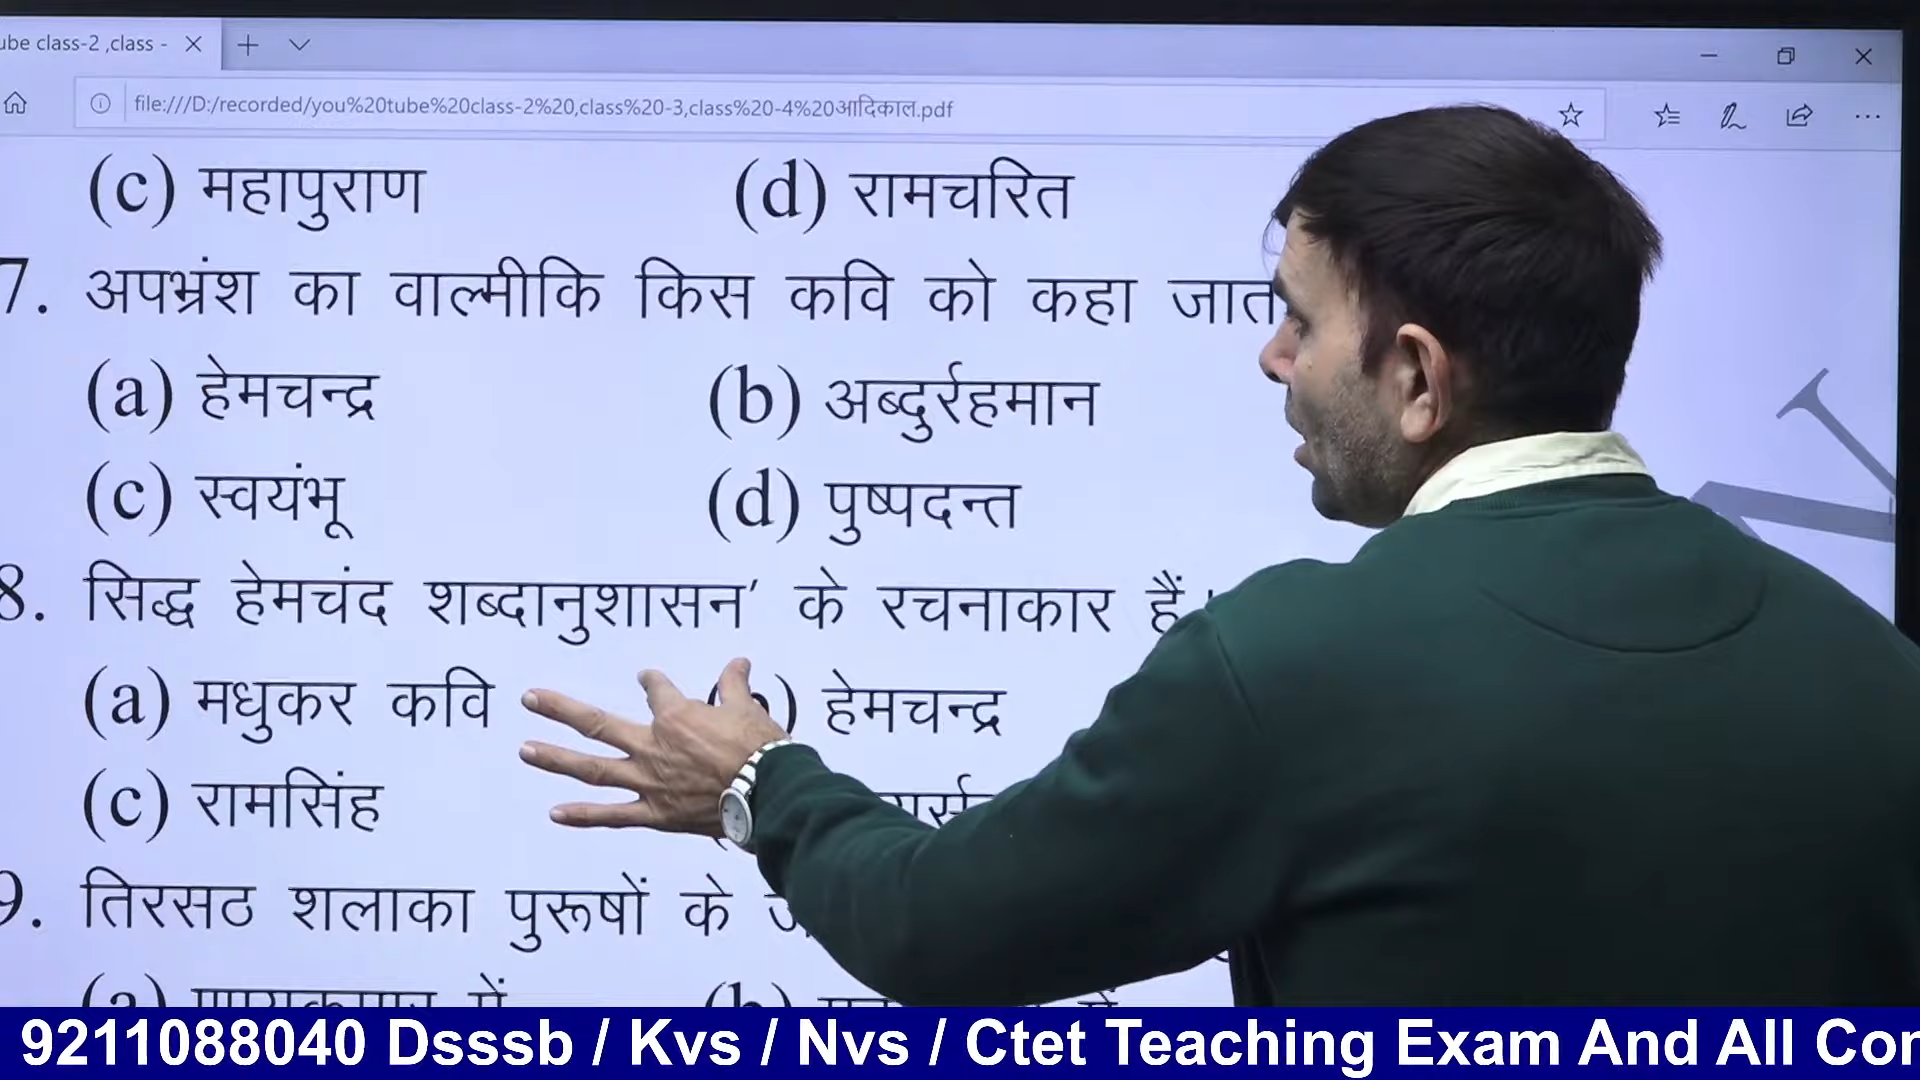 ube class-2 ,class -
file:///D:/recorded/you%20tube%20class-2%20,class%20-3,class%20-4%20आदिकाल.pdf
(c) महापुराण (d) रामचरित
7. अपभ्रंश का वाल्मीकि किस कवि को कहा जात
(a) हेमचन्द्र (b) अब्दुर्रहमान
(c) स्वयंभू (d) पुष्पदन्त
8. सिद्ध हेमचंद शब्दानुशासन’ के रचनाकार हैं
(a) मधुकर कवि हेमचन्द्र
(c) रामसिंह
9. तिरसठ शलाका पुरूषों के
9211088040 Dsssb / Kvs / Nvs / Ctet Teaching Exam And All Con